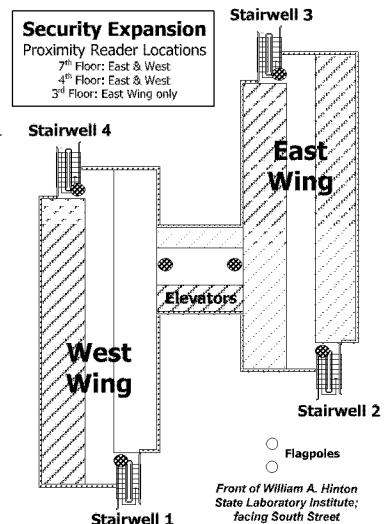 Security Expansion
Proximity Reader Locations
7th Floor: East & West
4th Floor: East & West
3rd Floor: East Wing only
Stairwell 3
Stairwell 4
East
Wing
Elevators
West
Wing
Stairwell 2
Flagpoles
Front of William A. Hinton
State Laboratory Institute;
facing South Street
Stairwell 1